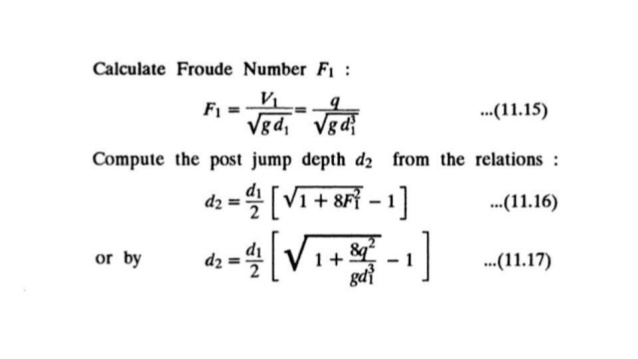 Calculate Froude Number F₁ :
F₁ = V₁/√(g d₁) = q/√(g d₁³) ...(11.15)
Compute the post jump depth d₂ from the relations :
d₂ = d₁/2 [ √(1 + 8F₁²) − 1 ] ...(11.16)
or by d₂ = d₁/2 [ √(1 + 8q²/gd₁³) − 1 ] ...(11.17)